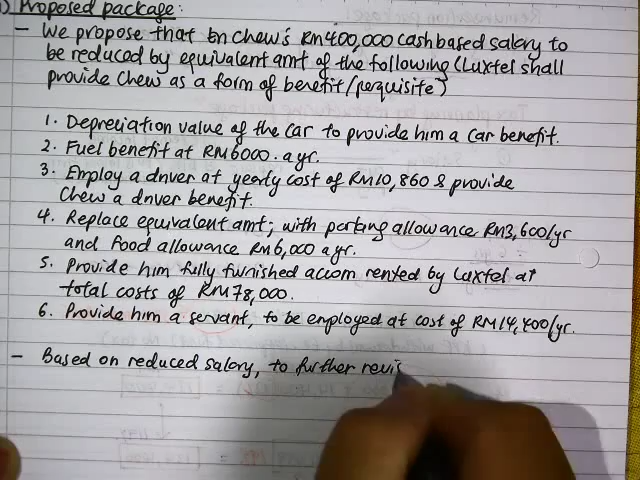 ) Proposed package:
- We propose that En Chew's RM400,000 cash based salary to
be reduced by equivalent amt of the following (Luxtel shall
provide Chew as a form of benefit/perquisite)
1. Depreciation value of the car to provide him a car benefit.
2. Fuel benefit at RM6000. a yr.
3. Employ a driver at yearly cost of RM10,860 & provide
Chew a driver benefit.
4. Replace equivalent amt; with parking allowance RM3,600/yr
and food allowance RM6,000 a yr.
5. Provide him fully furnished accom rented by Luxtel at
total costs of RM78,000.
6. Provide him a servant, to be employed at cost of RM14,400/yr.
- Based on reduced salary, to further revis